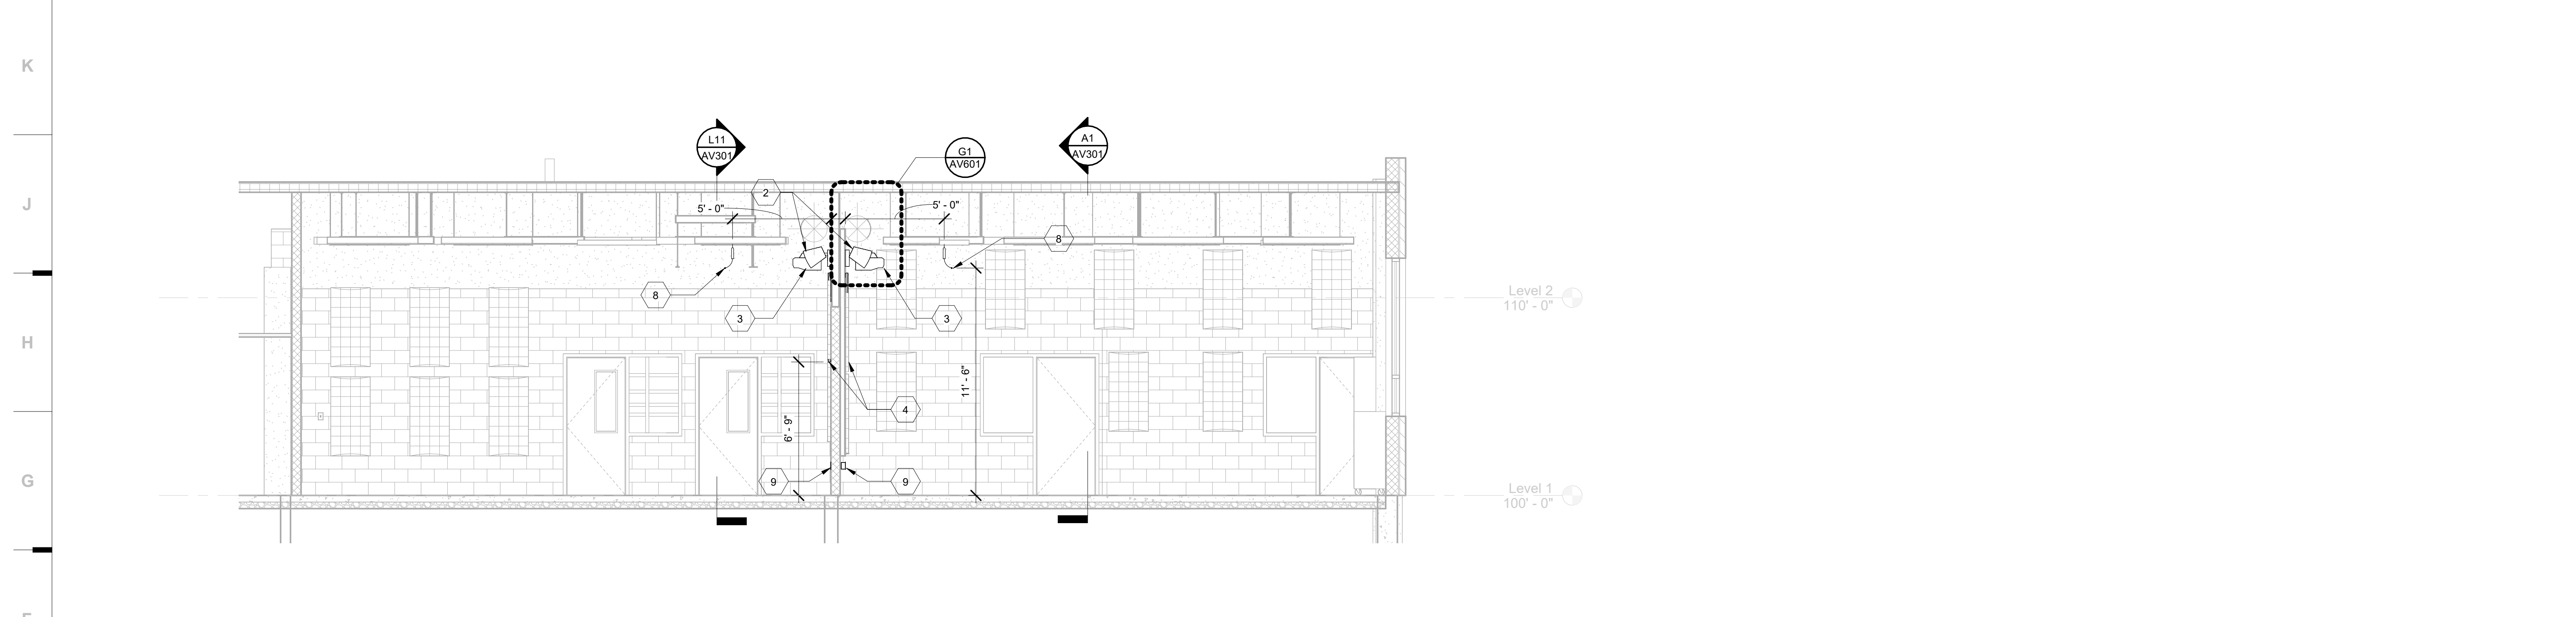 K
L11
AV301
G1
AV601
A1
AV301
2
J
5' - 0"
5' - 0"
8
8
Level 2
110' - 0"
3
3
H
11' - 6"
4
6' - 9"
G
9
9
Level 1
100' - 0"